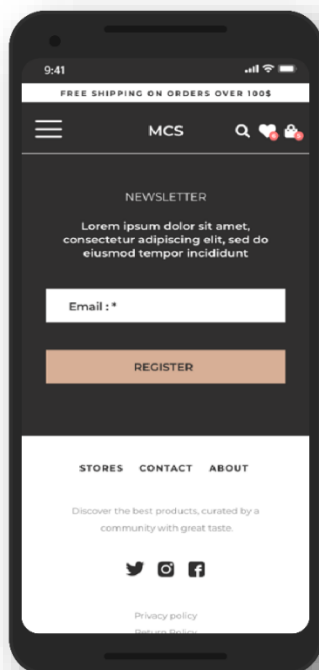 9:41
FREE SHIPPING ON ORDERS OVER 100$
MCS
NEWSLETTER
Lorem ipsum dolor sit amet,
consectetur adipiscing elit, sed do
eiusmod tempor incididunt
Email : *
REGISTER
STORES CONTACT ABOUT
Discover the best products, curated by a
community with great taste.
Privacy policy
Return Policy